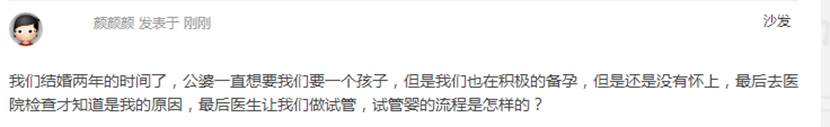 颜颜颜 发表于 刚刚
沙发
我们结婚两年的时间了，公婆一直想要我们要一个孩子，但是我们也在积极的备孕，但是还是没有怀上，最后去医
院检查才知道是我的原因，最后医生让我们做试管，试管婴的流程是怎样的？